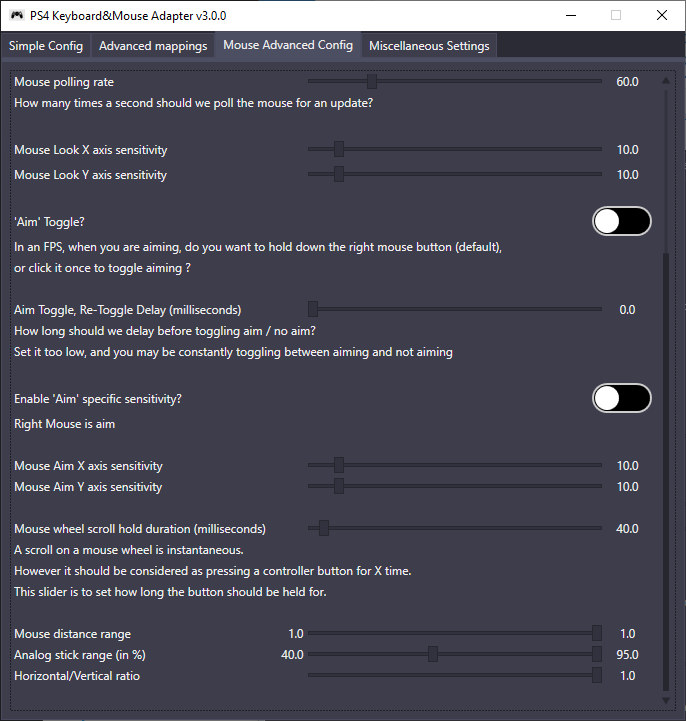 PS4 Keyboard&Mouse Adapter v3.0.0
Simple Config Advanced mappings Mouse Advanced Config Miscellaneous Settings
Mouse polling rate 60.0
How many times a second should we poll the mouse for an update?
Mouse Look X axis sensitivity 10.0
Mouse Look Y axis sensitivity 10.0
'Aim' Toggle?
In an FPS, when you are aiming, do you want to hold down the right mouse button (default),
or click it once to toggle aiming ?
Aim Toggle, Re-Toggle Delay (milliseconds) 0.0
How long should we delay before toggling aim / no aim?
Set it too low, and you may be constantly toggling between aiming and not aiming
Enable 'Aim' specific sensitivity?
Right Mouse is aim
Mouse Aim X axis sensitivity 10.0
Mouse Aim Y axis sensitivity 10.0
Mouse wheel scroll hold duration (milliseconds) 40.0
A scroll on a mouse wheel is instantaneous.
However it should be considered as pressing a controller button for X time.
This slider is to set how long the button should be held for.
Mouse distance range 1.0 1.0
Analog stick range (in %) 40.0 95.0
Horizontal/Vertical ratio 1.0